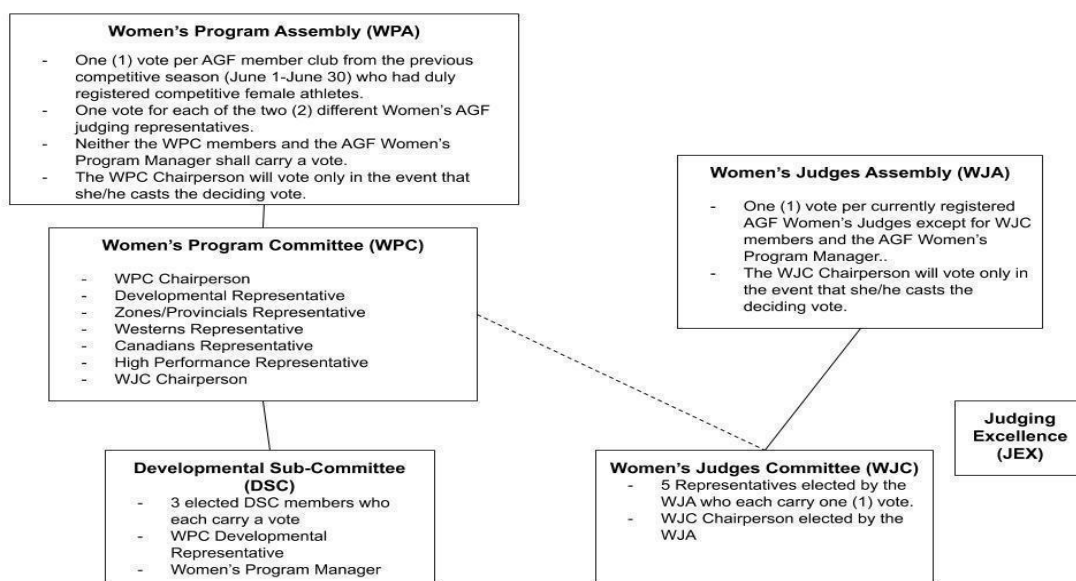 Women’s Program Assembly (WPA)
- One (1) vote per AGF member club from the previous
competitive season (June 1-June 30) who had duly
registered competitive female athletes.
- One vote for each of the two (2) different Women’s AGF
judging representatives.
- Neither the WPC members and the AGF Women’s
Program Manager shall carry a vote.
- The WPC Chairperson will vote only in the event that
she/he casts the deciding vote.
Women’s Judges Assembly (WJA)
- One (1) vote per currently registered
AGF Women’s Judges except for WJC
members and the AGF Women’s
Program Manager..
- The WJC Chairperson will vote only in
the event that she/he casts the
deciding vote.
Women’s Program Committee (WPC)
- WPC Chairperson
- Developmental Representative
- Zones/Provincials Representative
- Westerns Representative
- Canadians Representative
- High Performance Representative
- WJC Chairperson
Judging
Excellence
(JEX)
Developmental Sub-Committee
(DSC)
- 3 elected DSC members who
each carry a vote
- WPC Developmental
Representative
- Women’s Program Manager
Women’s Judges Committee (WJC)
- 5 Representatives elected by the
WJA who each carry one (1) vote.
- WJC Chairperson elected by the
WJA